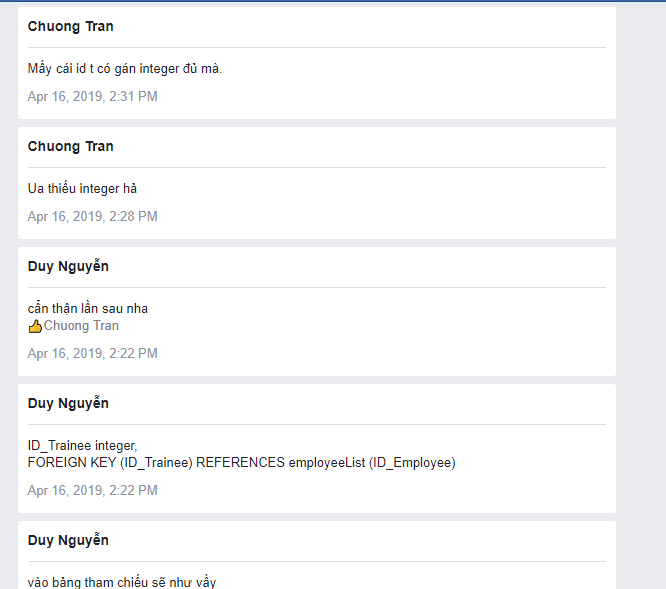 Chuong Tran
Mấy cái id t có gán integer đủ mà.
Apr 16, 2019, 2:31 PM
Chuong Tran
Ua thiếu integer hả
Apr 16, 2019, 2:28 PM
Duy Nguyễn
cẩn thận lần sau nha
👍Chuong Tran
Apr 16, 2019, 2:22 PM
Duy Nguyễn
ID_Trainee integer,
FOREIGN KEY (ID_Trainee) REFERENCES employeeList (ID_Employee)
Apr 16, 2019, 2:22 PM
Duy Nguyễn
vào bảng tham chiếu sẽ như vầy